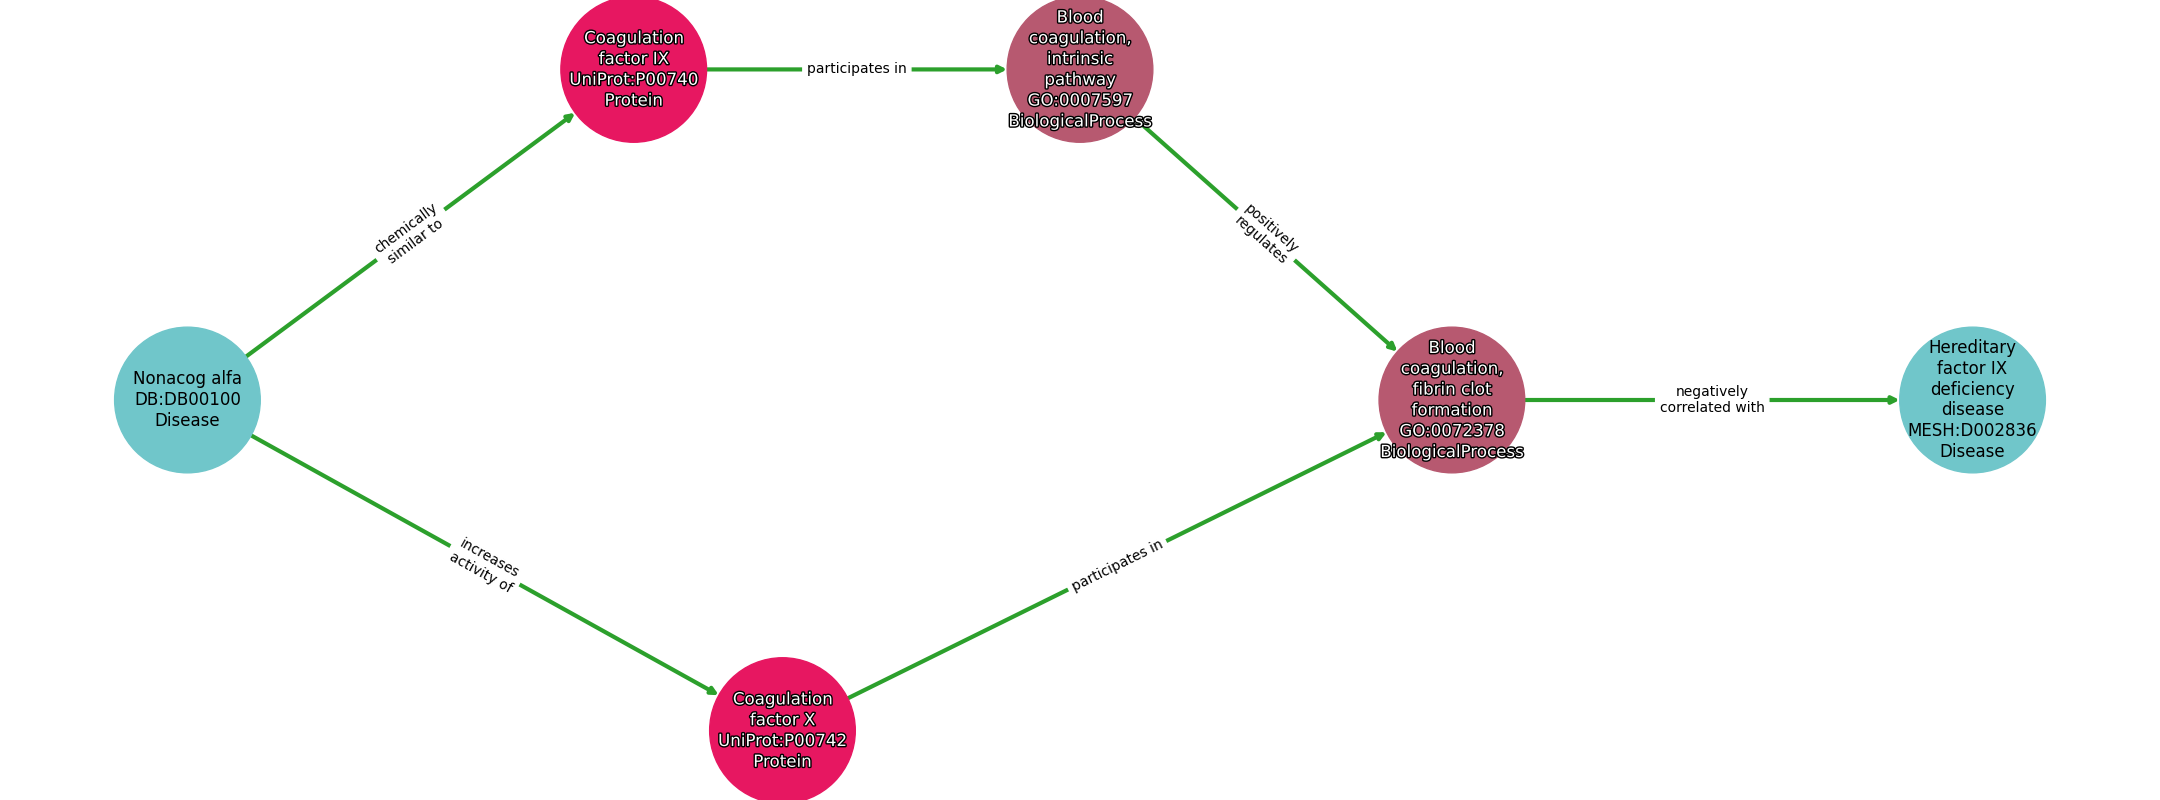 Coagulation
factor IX
UniProt:P00740
Protein
participates in
Blood
coagulation,
intrinsic
pathway
GO:0007597
BiologicalProcess
chemically
similar to
positively
regulates
Nonacog alfa
DB:DB00100
Disease
Blood
coagulation,
fibrin clot
formation
GO:0072378
BiologicalProcess
negatively
correlated with
Hereditary
factor IX
deficiency
disease
MESH:D002836
Disease
increases
activity of
participates in
Coagulation
factor X
UniProt:P00742
Protein